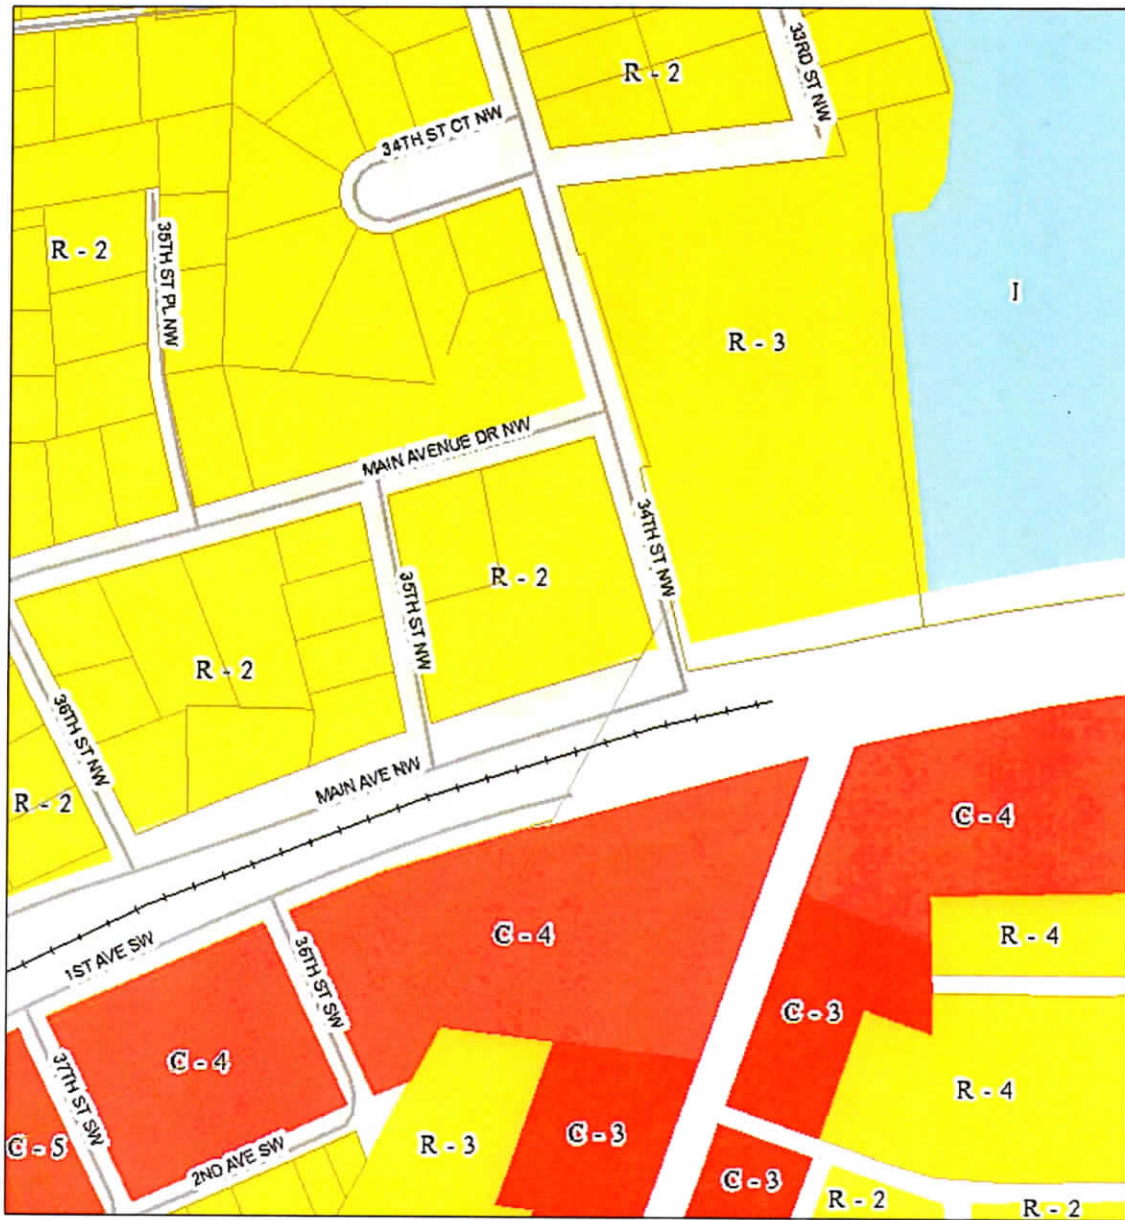 33RD ST NW
R - 2
34TH ST CT NW
R - 2
35TH ST PL NW
I
R - 3
MAIN AVENUE DR NW
34TH ST NW
R - 2
35TH ST NW
R - 2
36TH ST NW
MAIN AVE NW
R - 2
C - 4
C - 4
R - 4
1ST AVE SW
36TH ST SW
C - 3
C - 4
37TH ST SW
R - 4
C - 5
R - 3
C - 3
2ND AVE SW
C - 3
R - 2
R - 2